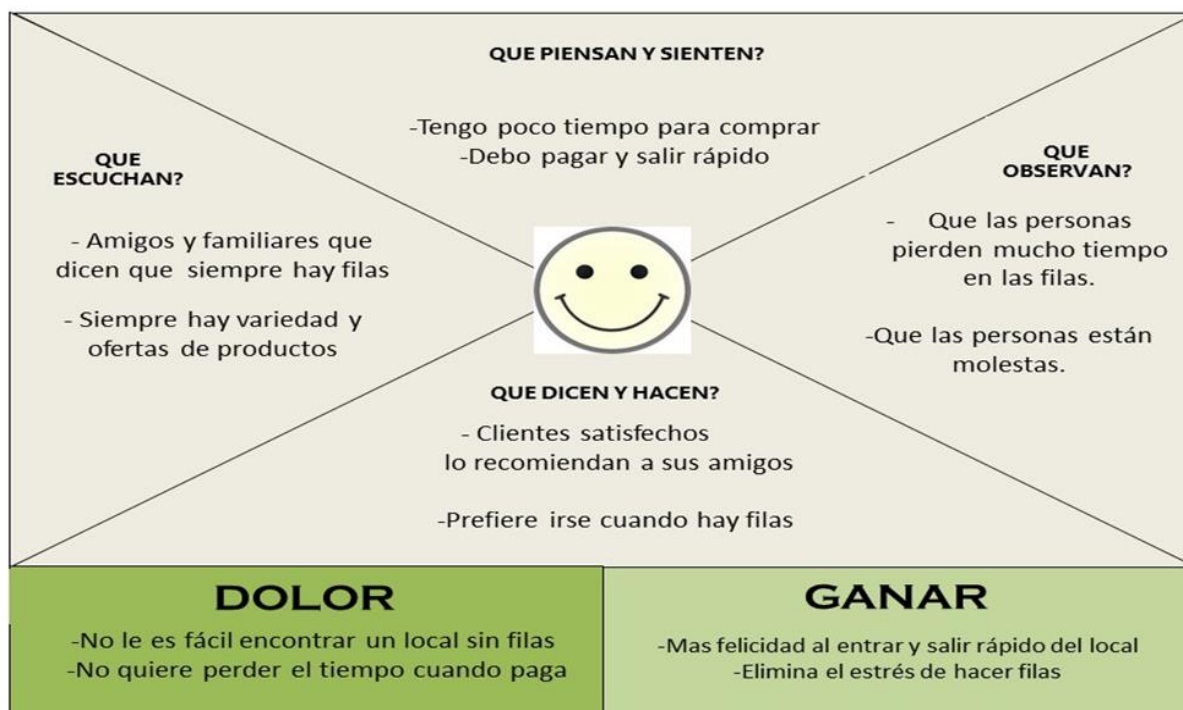 QUE PIENSAN Y SIENTEN?
-Tengo poco tiempo para comprar
-Debo pagar y salir rápido
QUE
ESCUCHAN?
- Amigos y familiares que
dicen que siempre hay filas
- Siempre hay variedad y
ofertas de productos
QUE
OBSERVAN?
- Que las personas
pierden mucho tiempo
en las filas.
-Que las personas están
molestas.
QUE DICEN Y HACEN?
- Clientes satisfechos
lo recomiendan a sus amigos
-Prefiere irse cuando hay filas
DOLOR
-No le es fácil encontrar un local sin filas
-No quiere perder el tiempo cuando paga
GANAR
-Mas felicidad al entrar y salir rápido del local
-Elimina el estrés de hacer filas